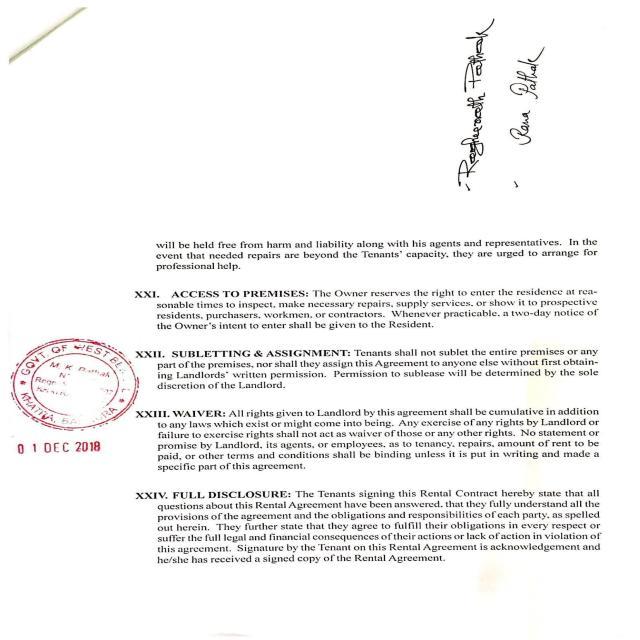 Raghunath Pathak
Rana Pathak
will be held free from harm and liability along with his agents and representatives. In the
event that needed repairs are beyond the Tenants' capacity, they are urged to arrange for
professional help.
XXI. ACCESS TO PREMISES: The Owner reserves the right to enter the residence at rea-
sonable times to inspect, make necessary repairs, supply services, or show it to prospective
residents, purchasers, workmen, or contractors. Whenever practicable, a two-day notice of
the Owner's intent to enter shall be given to the Resident.
XXII. SUBLETTING & ASSIGNMENT: Tenants shall not sublet the entire premises or any
part of the premises, nor shall they assign this Agreement to anyone else without first obtain-
ing Landlords' written permission. Permission to sublease will be determined by the sole
discretion of the Landlord.
XXIII. WAIVER: All rights given to Landlord by this agreement shall be cumulative in addition
to any laws which exist or might come into being. Any exercise of any rights by Landlord or
failure to exercise rights shall not act as waiver of those or any other rights. No statement or
promise by Landlord, its agents, or employees, as to tenancy, repairs, amount of rent to be
paid, or other terms and conditions shall be binding unless it is put in writing and made a
specific part of this agreement.
XXIV. FULL DISCLOSURE: The Tenants signing this Rental Contract hereby state that all
questions about this Rental Agreement have been answered, that they fully understand all the
provisions of the agreement and the obligations and responsibilities of each party, as spelled
out herein. They further state that they agree to fulfill their obligations in every respect or
suffer the full legal and financial consequences of their actions or lack of action in violation of
this agreement. Signature by the Tenant on this Rental Agreement is acknowledgement and
he/she has received a signed copy of the Rental Agreement.
GOVT OF WEST
M. K. Pathak
01 DEC 2018